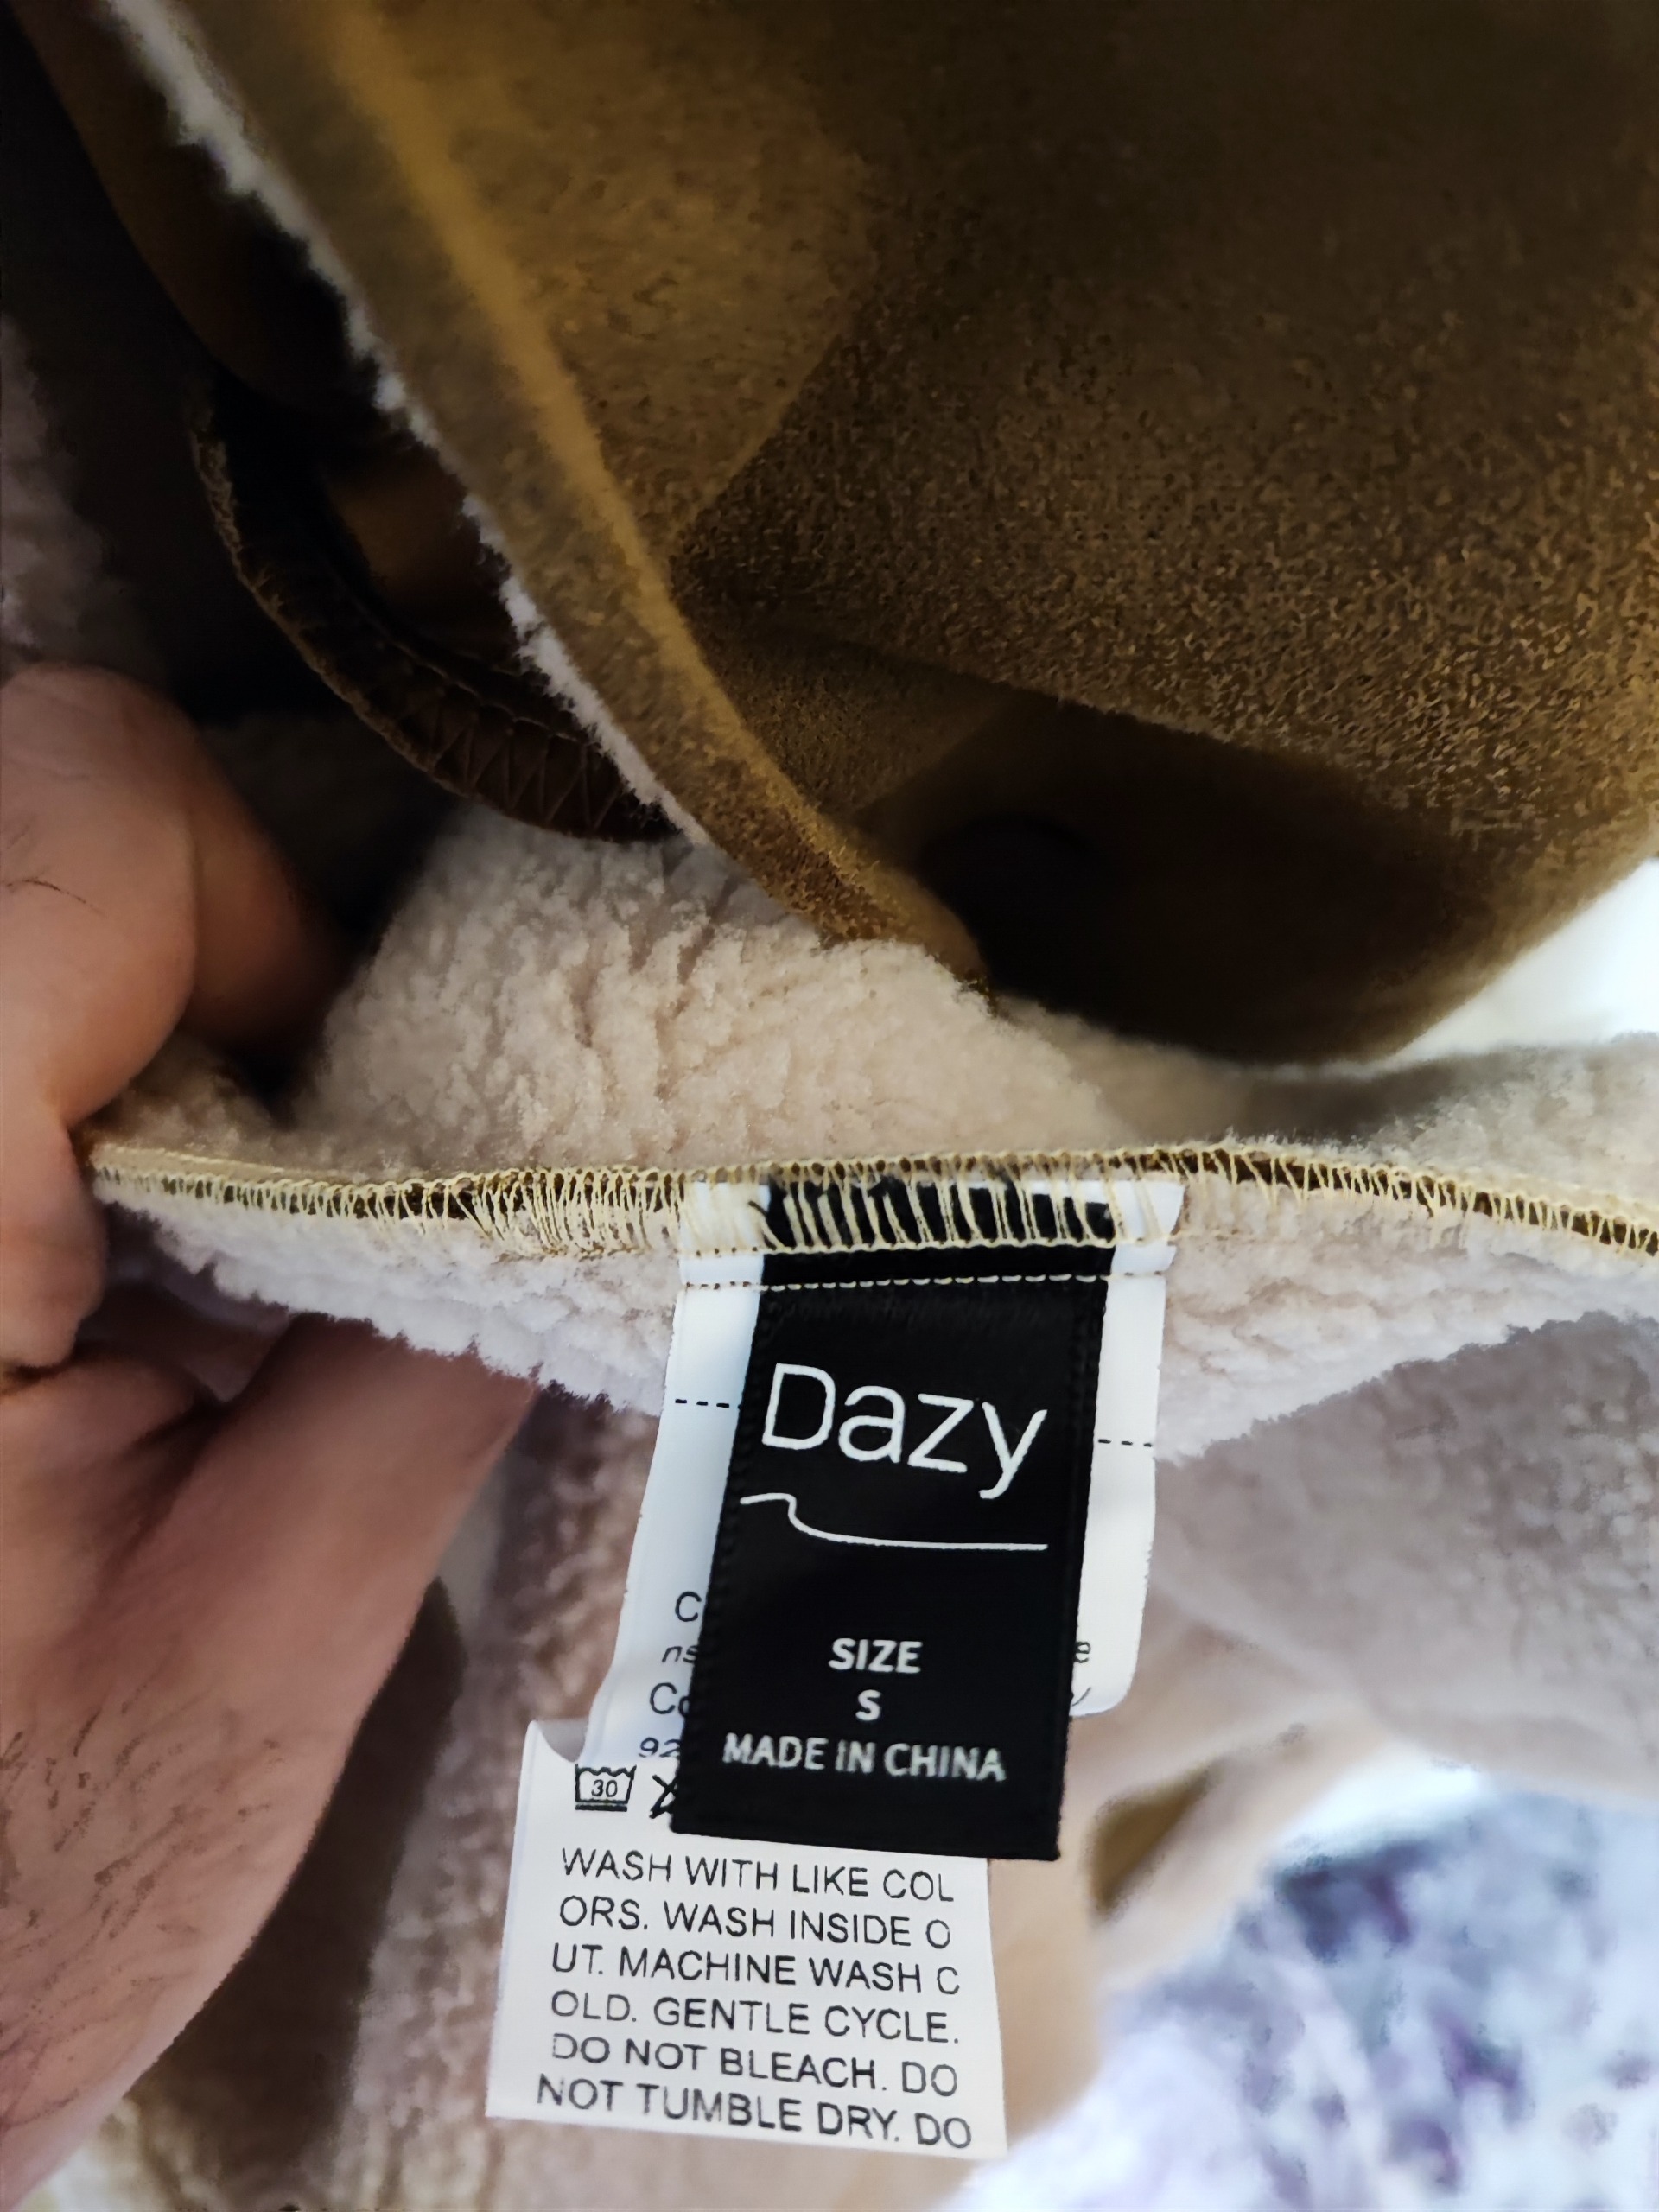 Dazy
SIZE
S
MADE IN CHINA
30
WASH WITH LIKE COL
ORS. WASH INSIDE O
UT. MACHINE WASH C
OLD. GENTLE CYCLE.
DO NOT BLEACH. DO
NOT TUMBLE DRY. DO